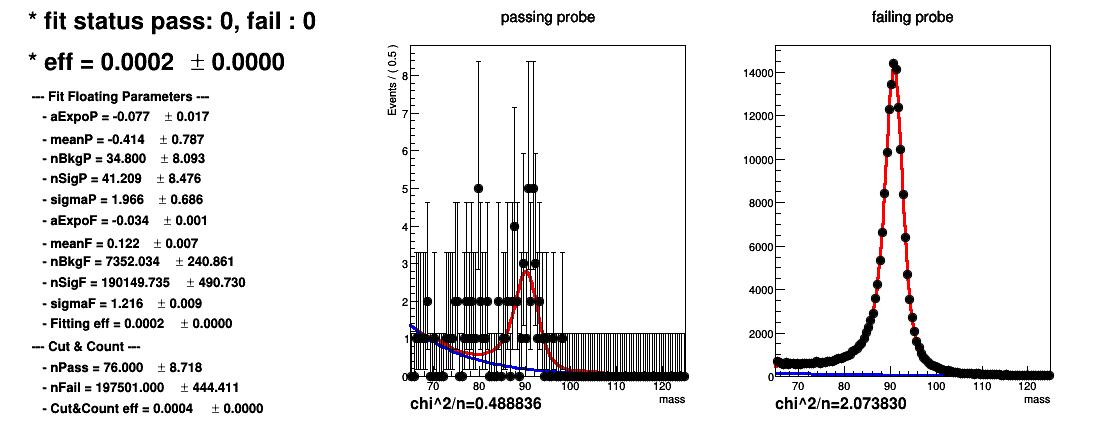 * fit status pass: 0, fail : 0
* eff = 0.0002 ± 0.0000
--- Fit Floating Parameters ---
- aExpoP = -0.077 ± 0.017
- meanP = -0.414 ± 0.787
- nBkgP = 34.800 ± 8.093
- nSigP = 41.209 ± 8.476
- sigmaP = 1.966 ± 0.686
- aExpoF = -0.034 ± 0.001
- meanF = 0.122 ± 0.007
- nBkgF = 7352.034 ± 240.861
- nSigF = 190149.735 ± 490.730
- sigmaF = 1.216 ± 0.009
- Fitting eff = 0.0002 ± 0.0000
--- Cut & Count ---
- nPass = 76.000 ± 8.718
- nFail = 197501.000 ± 444.411
- Cut&Count eff = 0.0004 ± 0.0000
passing probe
Events / ( 0.5 )
8
7
6
5
4
3
2
1
0
70 80 90 100 110 120
mass
chi^2/n=0.488836
failing probe
14000
12000
10000
8000
6000
4000
2000
0
70 80 90 100 110 120
mass
chi^2/n=2.073830